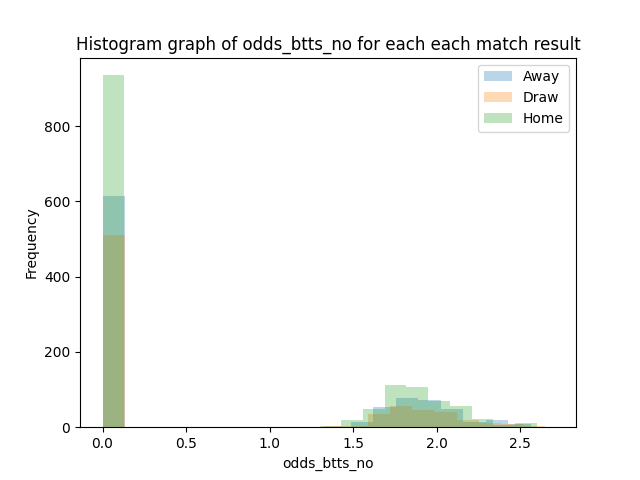 Histogram graph of odds_btts_no for each each match result
Away
Draw
Home
800
600
400
200
0
Frequency
0.0 0.5 1.0 1.5 2.0 2.5
odds_btts_no